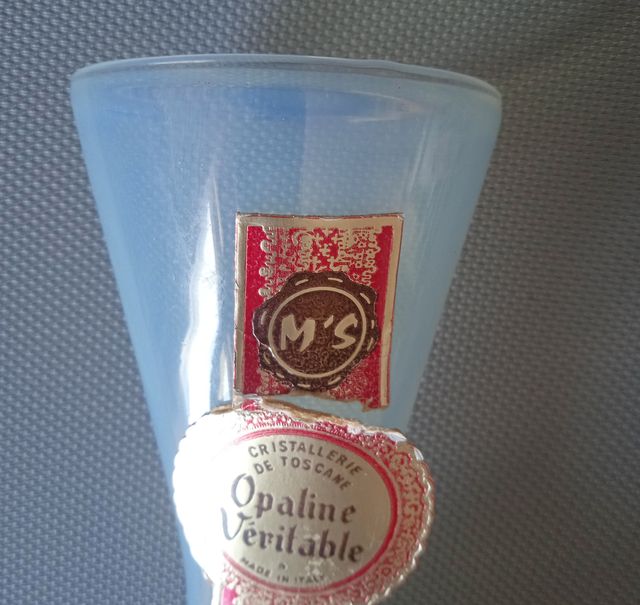 M'S
CRISTALLERIE
DE TOSCANE
Opaline
Véritable
MADE IN ITALY